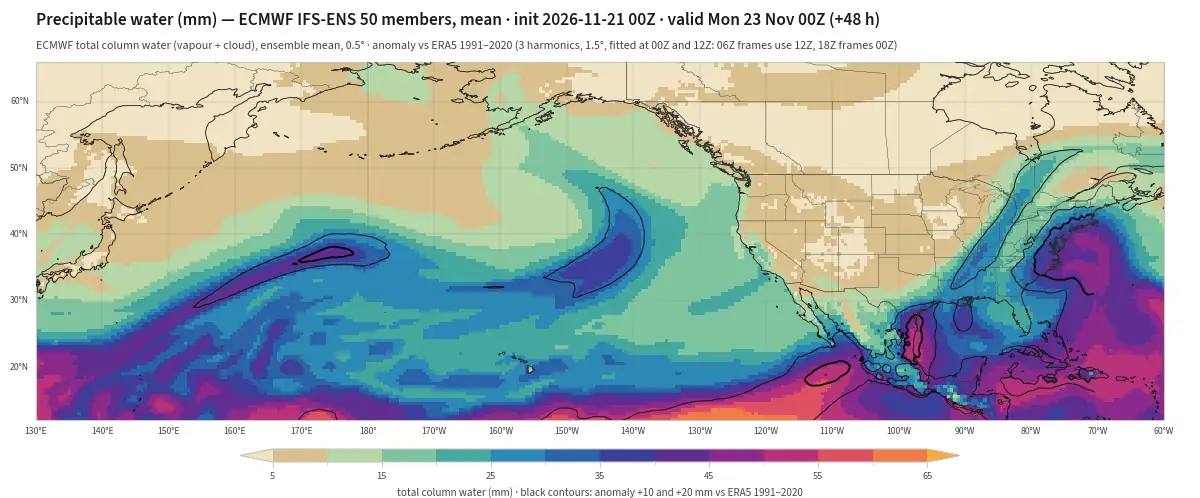 Precipitable water (mm) — ECMWF IFS-ENS 50 members, mean · init 2026-11-21 00Z · valid Mon 23 Nov 00Z (+48 h)
ECMWF total column water (vapour + cloud), ensemble mean, 0.5° · anomaly vs ERA5 1991–2020 (3 harmonics, 1.5°, fitted at 00Z and 12Z: 06Z frames use 12Z, 18Z frames 00Z)
60°N
50°N
40°N
30°N
20°N
130°E 140°E 150°E 160°E 170°E 180° 170°W 160°W 150°W 140°W 130°W 120°W 110°W 100°W 90°W 80°W 70°W 60°W
5 15 25 35 45 55 65
total column water (mm) · black contours: anomaly +10 and +20 mm vs ERA5 1991–2020